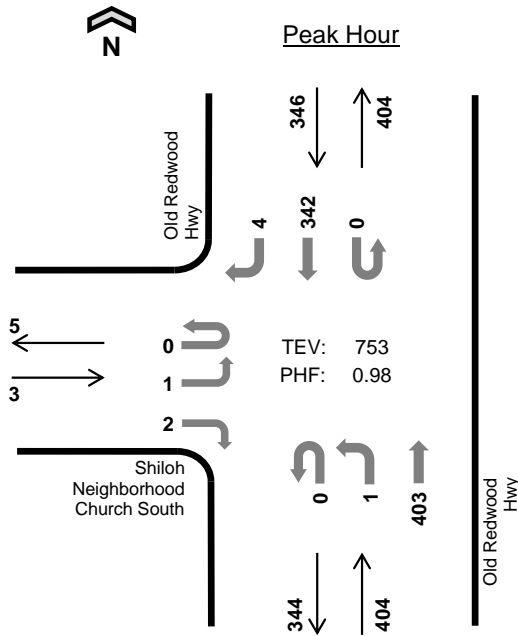 Peak Hour
N
346
404
Old Redwood
Hwy
4
342
0
5
0
TEV: 753
3
1
PHF: 0.98
2
Shiloh
Neighborhood
Church South
0
1
403
Old Redwood
Hwy
344
404